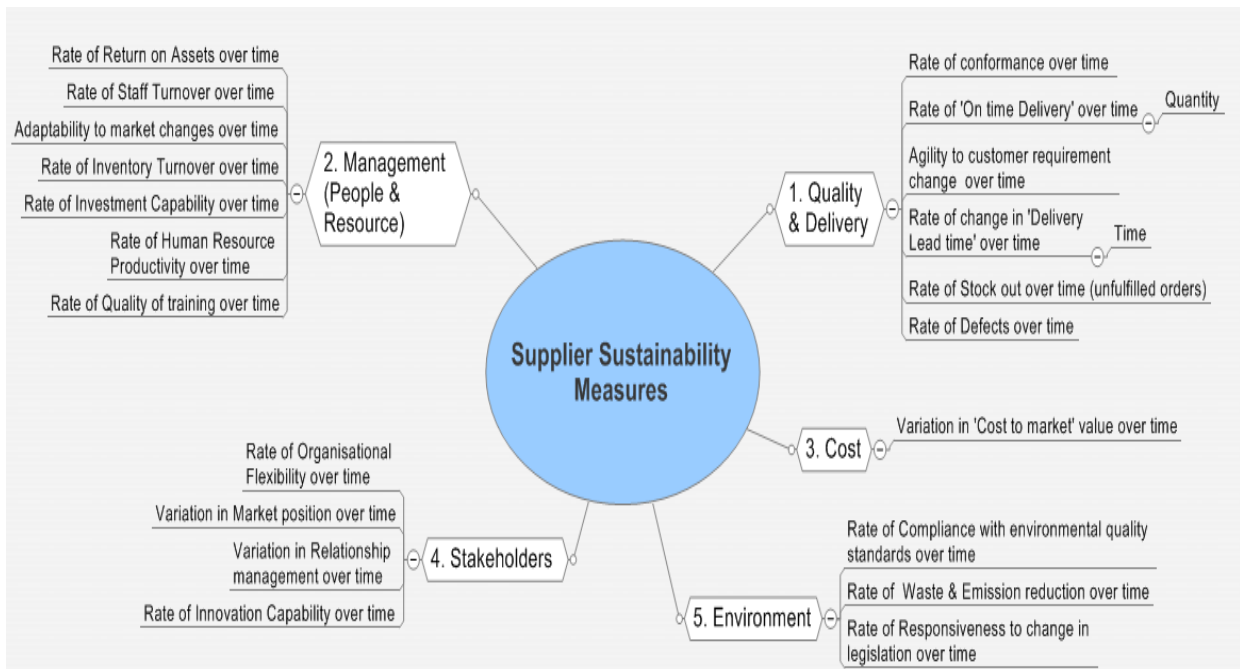 Supplier Sustainability
Measures
1. Quality
& Delivery
Rate of conformance over time
Rate of 'On time Delivery' over time
Quantity
Agility to customer requirement
change over time
Rate of change in 'Delivery
Lead time' over time
Time
Rate of Stock out over time (unfulfilled orders)
Rate of Defects over time
2. Management
(People &
Resource)
Rate of Return on Assets over time
Rate of Staff Turnover over time
Adaptability to market changes over time
Rate of Inventory Turnover over time
Rate of Investment Capability over time
Rate of Human Resource
Productivity over time
Rate of Quality of training over time
3. Cost
Variation in 'Cost to market' value over time
4. Stakeholders
Rate of Organisational
Flexibility over time
Variation in Market position over time
Variation in Relationship
management over time
Rate of Innovation Capability over time
5. Environment
Rate of Compliance with environmental quality
standards over time
Rate of Waste & Emission reduction over time
Rate of Responsiveness to change in
legislation over time